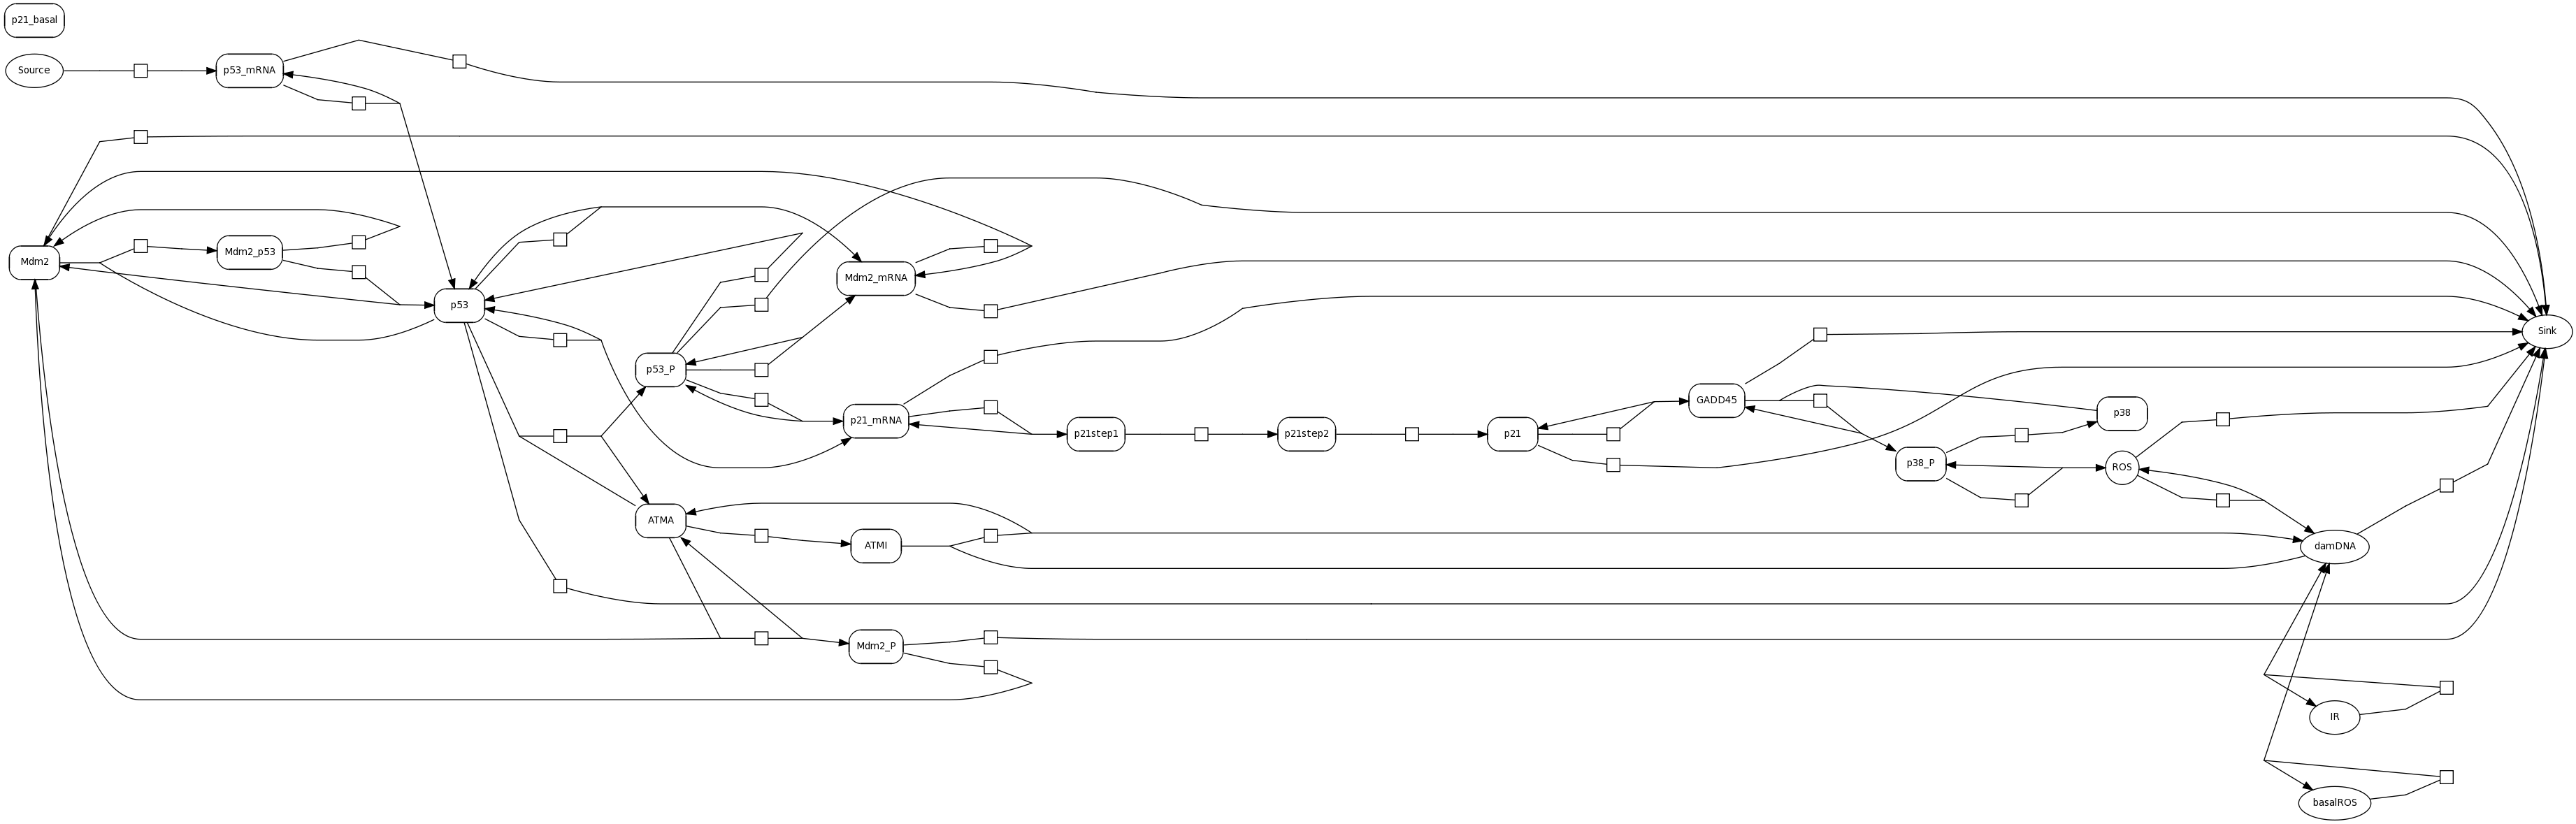 p21_basal
Source
p53_mRNA
Mdm2
Mdm2_p53
p53
Mdm2_mRNA
Sink
p53_P
p21_mRNA
p21step1
p21step2
p21
GADD45
p38
p38_P
ROS
ATMA
ATMI
damDNA
Mdm2_P
IR
basalROS